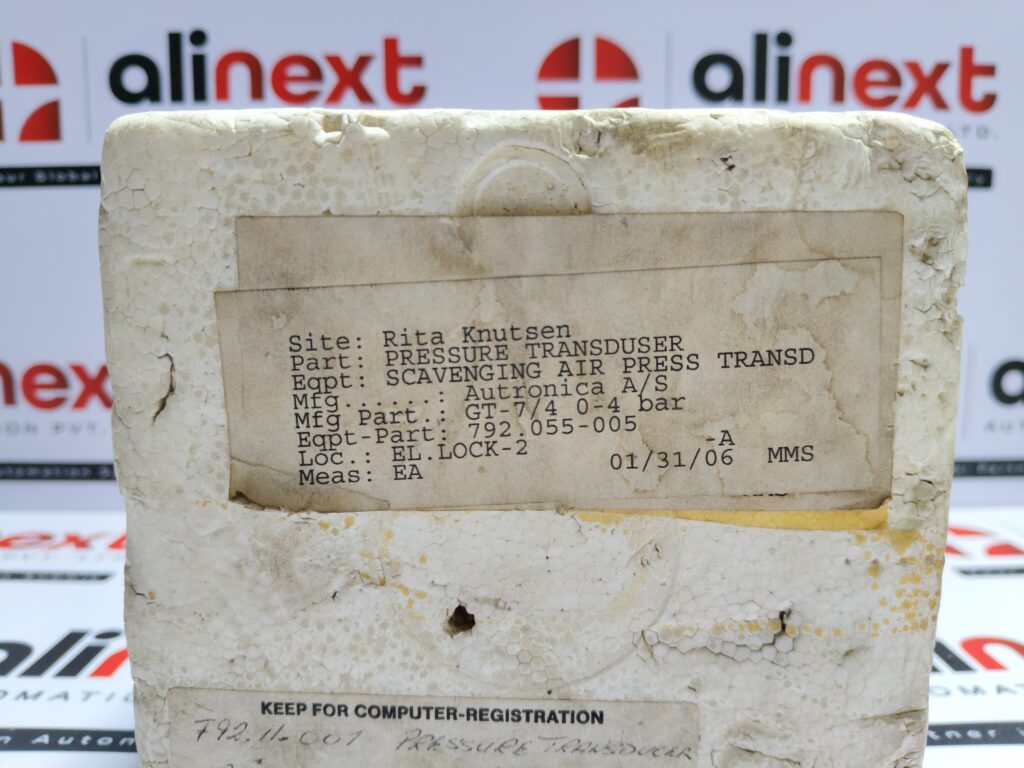 alinext
alinext
LTD.
Site: Rita Knutsen
Part: PRESSURE TRANSDUSER
Eqpt: SCAVENGING AIR PRESS TRANSD
Mfg......: Autronica A/S
Mfg Part.: GT-7/4 0-4 bar
Eqpt-Part: 792.055-005
Loc.: EL.LOCK-2 -A
Meas: EA 01/31/06 MMS
KEEP FOR COMPUTER-REGISTRATION
792.11.001 PRESSURE TRANSDUCER